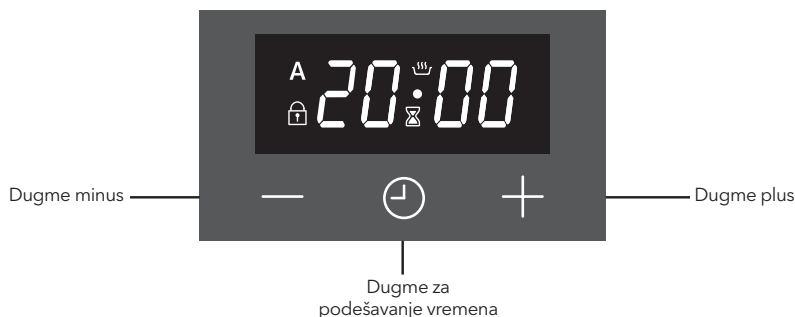 A
20:00
Dugme minus
Dugme plus
Dugme za
podešavanje vremena